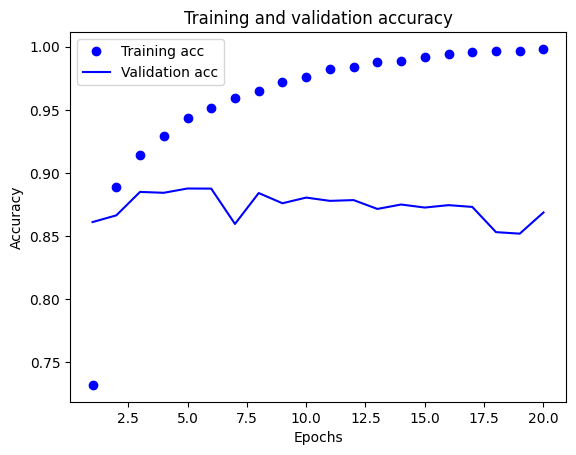 Training and validation accuracy
Training acc
Validation acc
1.00
0.95
0.90
0.85
0.80
0.75
Accuracy
2.5 5.0 7.5 10.0 12.5 15.0 17.5 20.0
Epochs